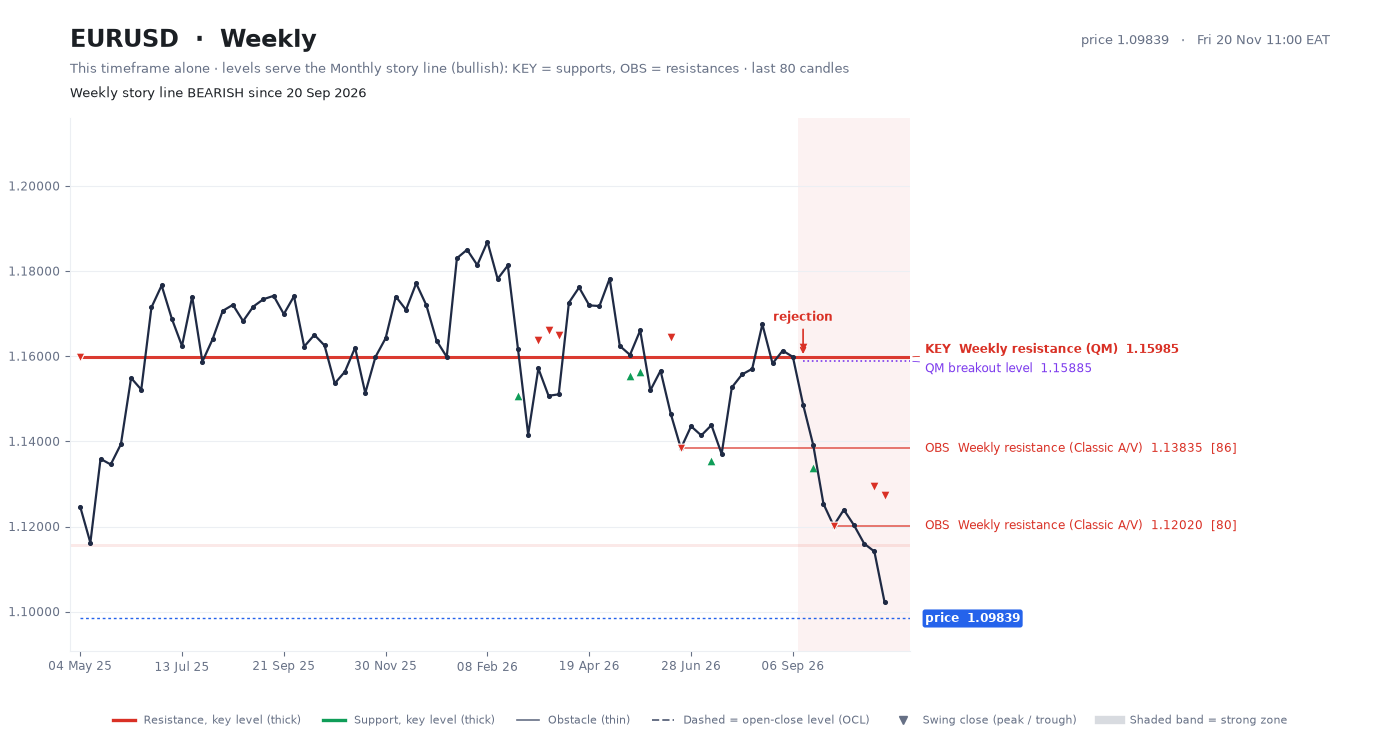 EURUSD · Weekly
price 1.09839 · Fri 20 Nov 11:00 EAT
This timeframe alone · levels serve the Monthly story line (bullish): KEY = supports, OBS = resistances · last 80 candles
Weekly story line BEARISH since 20 Sep 2026
1.20000
1.18000
1.16000
1.14000
1.12000
1.10000
rejection
KEY Weekly resistance (QM) 1.15985
QM breakout level 1.15885
OBS Weekly resistance (Classic A/V) 1.13835 [86]
OBS Weekly resistance (Classic A/V) 1.12020 [80]
price 1.09839
04 May 25
13 Jul 25
21 Sep 25
30 Nov 25
08 Feb 26
19 Apr 26
28 Jun 26
06 Sep 26
Resistance, key level (thick)
Support, key level (thick)
Obstacle (thin)
Dashed = open-close level (OCL)
Swing close (peak / trough)
Shaded band = strong zone